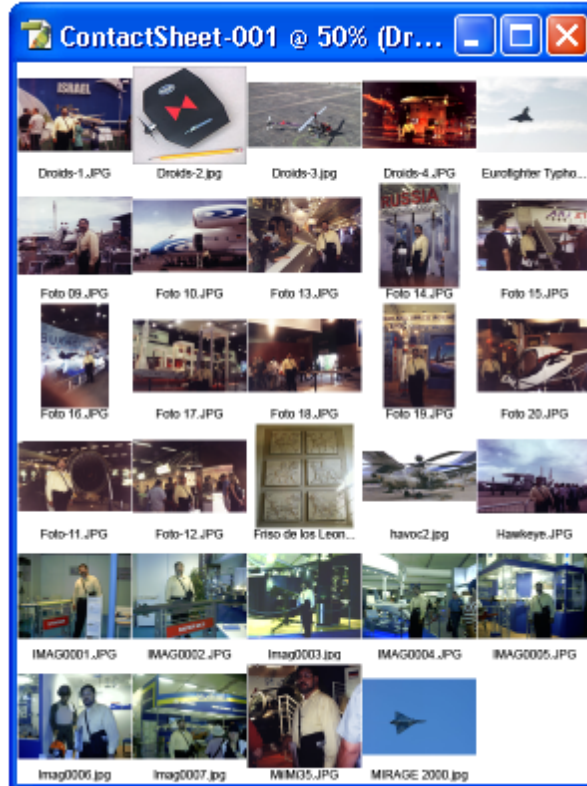 ContactSheet-001 @ 50% (Dr...
ISRAEL
Droids-1.JPG
Droids-2.jpg
Droids-3.jpg
Droids-4.JPG
Eurofighter Typho...
RUSSIA
Foto 09.JPG
Foto 10.JPG
Foto 13.JPG
Foto 14.JPG
Foto 15.JPG
Foto 16.JPG
Foto 17.JPG
Foto 18.JPG
Foto 19.JPG
Foto 20.JPG
Foto-11.JPG
Foto-12.JPG
Friso de los Leon...
havoc2.jpg
Hawkeye.JPG
IMAG0001.JPG
IMAG0002.JPG
Imag0003.jpg
IMAG0004.JPG
IMAG0005.JPG
Imag0006.jpg
Imag0007.jpg
MilMi35.JPG
MIRAGE 2000.jpg